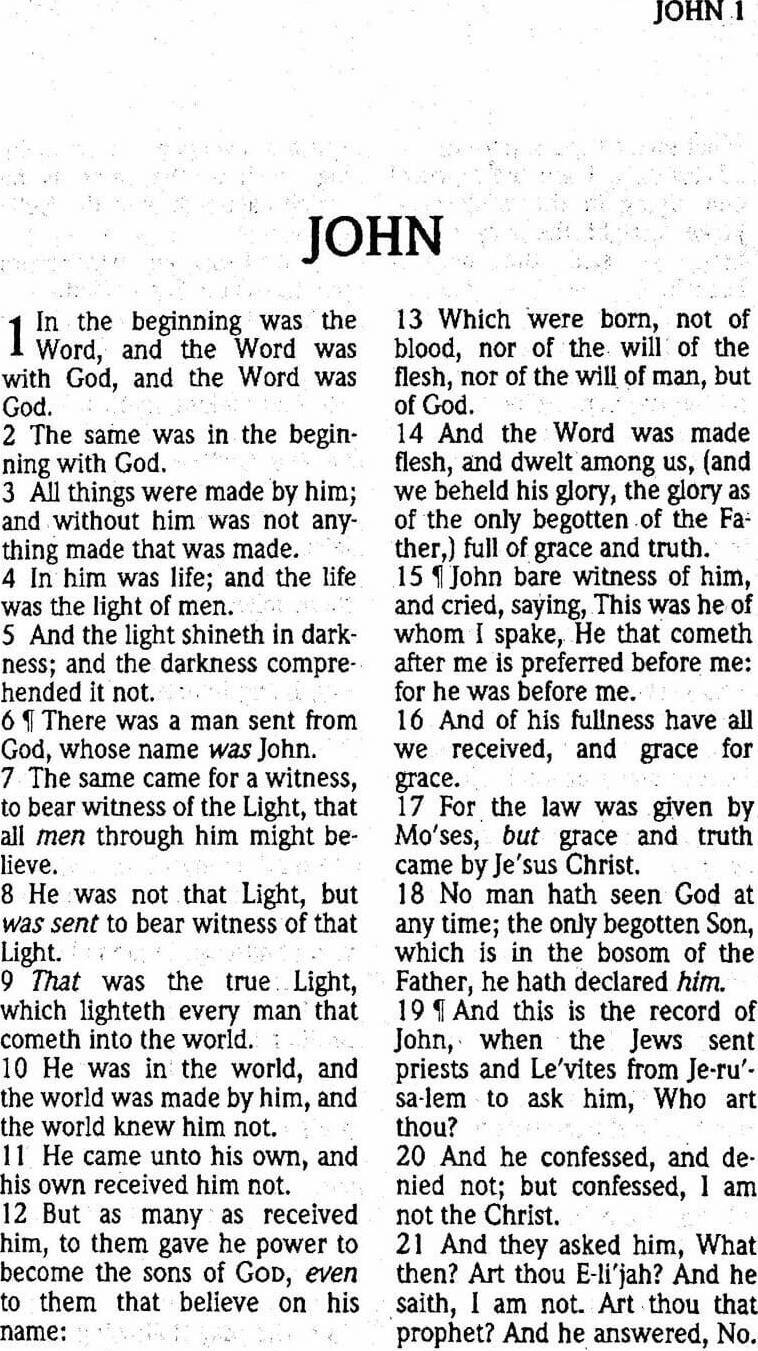 JOHN 1
JOHN
1 In the beginning was the
Word, and the Word was
with God, and the Word was
God.
2 The same was in the begin-
ning with God.
3 All things were made by him;
and without him was not any-
thing made that was made.
4 In him was life; and the life
was the light of men.
5 And the light shineth in dark-
ness; and the darkness compre-
hended it not.
6 ¶ There was a man sent from
God, whose name was John.
7 The same came for a witness,
to bear witness of the Light, that
all men through him might be-
lieve.
8 He was not that Light, but
was sent to bear witness of that
Light.
9 That was the true Light,
which lighteth every man that
cometh into the world.
10 He was in the world, and
the world was made by him, and
the world knew him not.
11 He came unto his own, and
his own received him not.
12 But as many as received
him, to them gave he power to
become the sons of GOD, even
to them that believe on his
name:
13 Which were born, not of
blood, nor of the will of the
flesh, nor of the will of man, but
of God.
14 And the Word was made
flesh, and dwelt among us, (and
we beheld his glory, the glory as
of the only begotten of the Fa-
ther,) full of grace and truth.
15 ¶ John bare witness of him,
and cried, saying, This was he of
whom I spake, He that cometh
after me is preferred before me:
for he was before me.
16 And of his fullness have all
we received, and grace for
grace.
17 For the law was given by
Mo'ses, but grace and truth
came by Je'sus Christ.
18 No man hath seen God at
any time; the only begotten Son,
which is in the bosom of the
Father, he hath declared him.
19 ¶ And this is the record of
John, when the Jews sent
priests and Le'vites from Je-ru'-
sa-lem to ask him, Who art
thou?
20 And he confessed, and de-
nied not; but confessed, I am
not the Christ.
21 And they asked him, What
then? Art thou E-li'jah? And he
saith, I am not. Art thou that
prophet? And he answered, No.